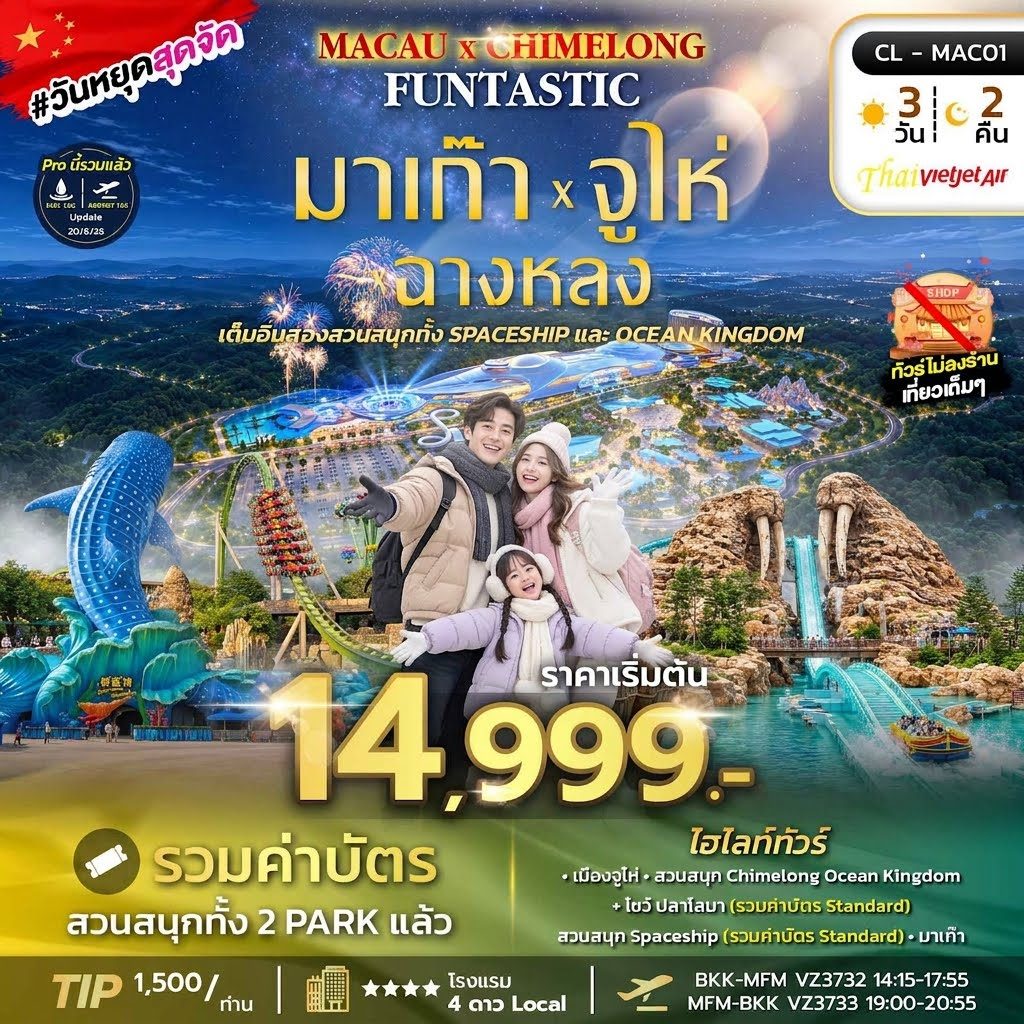 #วันหยุดสุดจัด
MACAU x CHIMELONG
FUNTASTIC
CL - MAC01
3 วัน
2 คืน
Thai vietjet Air
Pro นี้รวมแล้ว
Update
มาเก๊า x จูไห่
ฉางหลง
เต็มอิ่มสองสวนสนุกทั้ง SPACESHIP และ OCEAN KINGDOM
SHOP
ทัวร์ไม่ลงร้าน
เที่ยวเต็มๆ
ราคาเริ่มต้น
14,999.-
รวมค่าบัตร
สวนสนุกทั้ง 2 PARK แล้ว
ไฮไลท์ทัวร์
• เมืองจูไห่ • สวนสนุก Chimelong Ocean Kingdom
+ โชว์ ปลาโลมา (รวมค่าบัตร Standard)
สวนสนุก Spaceship (รวมค่าบัตร Standard) • มาเก๊า
TIP 1,500/ท่าน
โรงแรม
4 ดาว Local
BKK-MFM VZ3732 14:15-17:55
MFM-BKK VZ3733 19:00-20:55